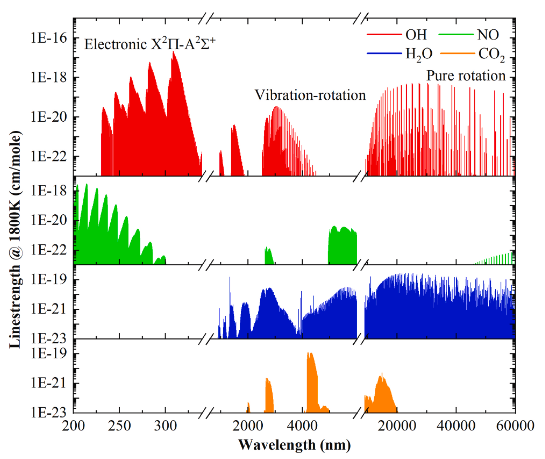 1E-16
1E-18
1E-20
1E-22
Electronic X²Π-A²Σ⁺
Vibration-rotation
Pure rotation
OH NO
H₂O CO₂
1E-18
1E-20
1E-22
1E-19
1E-21
1E-23
1E-19
1E-21
1E-23
Linestrength @ 1800K (cm/mole)
200 250 300 2000 4000 20000 40000 60000
Wavelength (nm)